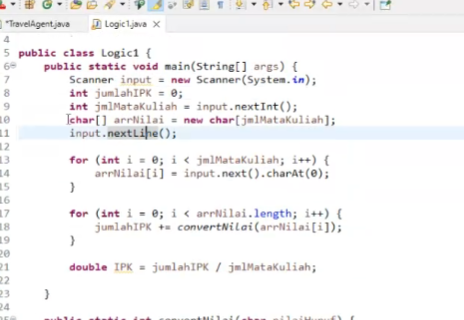 *TravelAgent.java
Logic1.java
4
5 public class Logic1 {
6 public static void main(String[] args) {
7 Scanner input = new Scanner(System.in);
8 int jumlahIPK = 0;
9 int jmlMataKuliah = input.nextInt();
10 char[] arrNilai = new char[jmlMataKuliah];
11 input.nextLine();
12
13 for (int i = 0; i < jmlMataKuliah; i++) {
14 arrNilai[i] = input.next().charAt(0);
15 }
16
17 for (int i = 0; i < arrNilai.length; i++) {
18 jumlahIPK += convertNilai(arrNilai[i]);
19 }
20
21 double IPK = jumlahIPK / jmlMataKuliah;
22
23 }
24